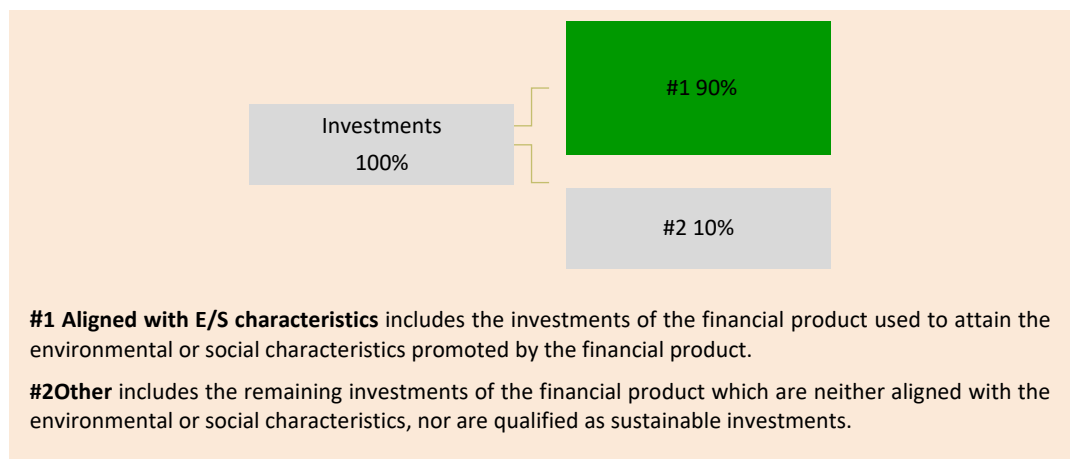 #1 90%
Investments
100%
#2 10%
#1 Aligned with E/S characteristics includes the investments of the financial product used to attain the
environmental or social characteristics promoted by the financial product.
#2Other includes the remaining investments of the financial product which are neither aligned with the
environmental or social characteristics, nor are qualified as sustainable investments.